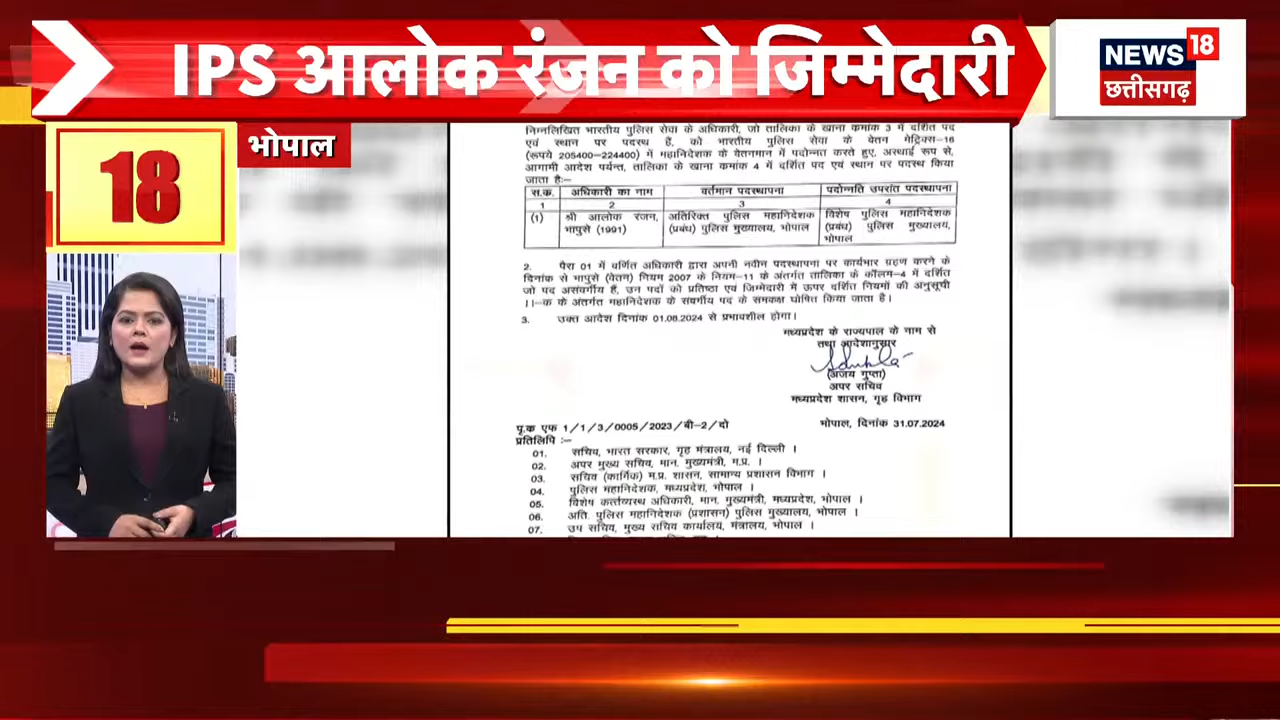 IPS आलोक रंजन को जिम्मेदारी
NEWS 18
छत्तीसगढ़
18
भोपाल
निम्नलिखित भारतीय पुलिस सेवा के अधिकारी, जो तालिका के खाना कमांक 3 में दर्शित पद
एवं स्थान पर पदस्थ हैं, को भारतीय पुलिस सेवा के वेतन मेट्रिक्स-16
(रूपये 205400-224400) में महानिदेशक के वेतनमान में पदोन्नत करते हुए, अस्थाई रूप से,
आगामी आदेश पर्यन्त, तालिका के खाना कमांक 4 में दर्शित पद एवं स्थान पर पदस्थ किया
जाता है:-
स.क. अधिकारी का नाम वर्तमान पदस्थापना पदोन्नति उपरांत पदस्थापना
1 2 3 4
(1) श्री आलोक रंजन, अतिरिक्त पुलिस महानिदेशक विशेष पुलिस महानिदेशक
भापुसे (1991) (प्रबंध) पुलिस मुख्यालय, भोपाल (प्रबंध) पुलिस मुख्यालय,
भोपाल
2. पैरा 01 में वर्णित अधिकारी द्वारा अपनी नवीन पदस्थापना पर कार्यभार ग्रहण करने के
दिनांक से भापुसे (वेतन) नियम 2007 के नियम-11 के अंतर्गत तालिका के कॉलम-4 में दर्शित
जो पद असंवर्गीय हैं, उन पदों को प्रतिष्ठा एवं जिम्मेदारी में ऊपर दर्शित नियमों की अनुसूची
।।-क के अंतर्गत महानिदेशक के संवर्गीय पद के समकक्ष घोषित किया जाता है।
3. उक्त आदेश दिनांक 01.08.2024 से प्रभावशील होगा।
मध्यप्रदेश के राज्यपाल के नाम से
तथा आदेशानुसार
(अजय गुप्ता)
अपर सचिव
मध्यप्रदेश शासन, गृह विभाग
पृ.क एफ 1/1/3/0005/2023/बी-2/दो भोपाल, दिनांक 31.07.2024
प्रतिलिपि :-
01. सचिव, भारत सरकार, गृह मंत्रालय, नई दिल्ली ।
02. अपर मुख्य सचिव, मान. मुख्यमंत्री, म.प्र. ।
03. सचिव (कार्मिक) म.प्र. शासन, सामान्य प्रशासन विभाग ।
04. पुलिस महानिदेशक, मध्यप्रदेश, भोपाल ।
05. विशेष कर्त्तव्यस्थ अधिकारी, मान. मुख्यमंत्री, मध्यप्रदेश, भोपाल ।
06. अति. पुलिस महानिदेशक (प्रशासन) पुलिस मुख्यालय, भोपाल ।
07. उप सचिव, मुख्य सचिव कार्यालय, मंत्रालय, भोपाल ।